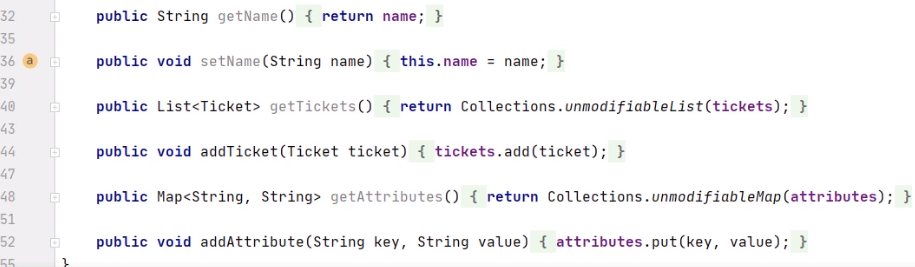 32 public String getName() { return name; }
35
36 a public void setName(String name) { this.name = name; }
39
40 public List<Ticket> getTickets() { return Collections.unmodifiableList(tickets); }
43
44 public void addTicket(Ticket ticket) { tickets.add(ticket); }
47
48 public Map<String, String> getAttributes() { return Collections.unmodifiableMap(attributes); }
51
52 public void addAttribute(String key, String value) { attributes.put(key, value); }
55 }